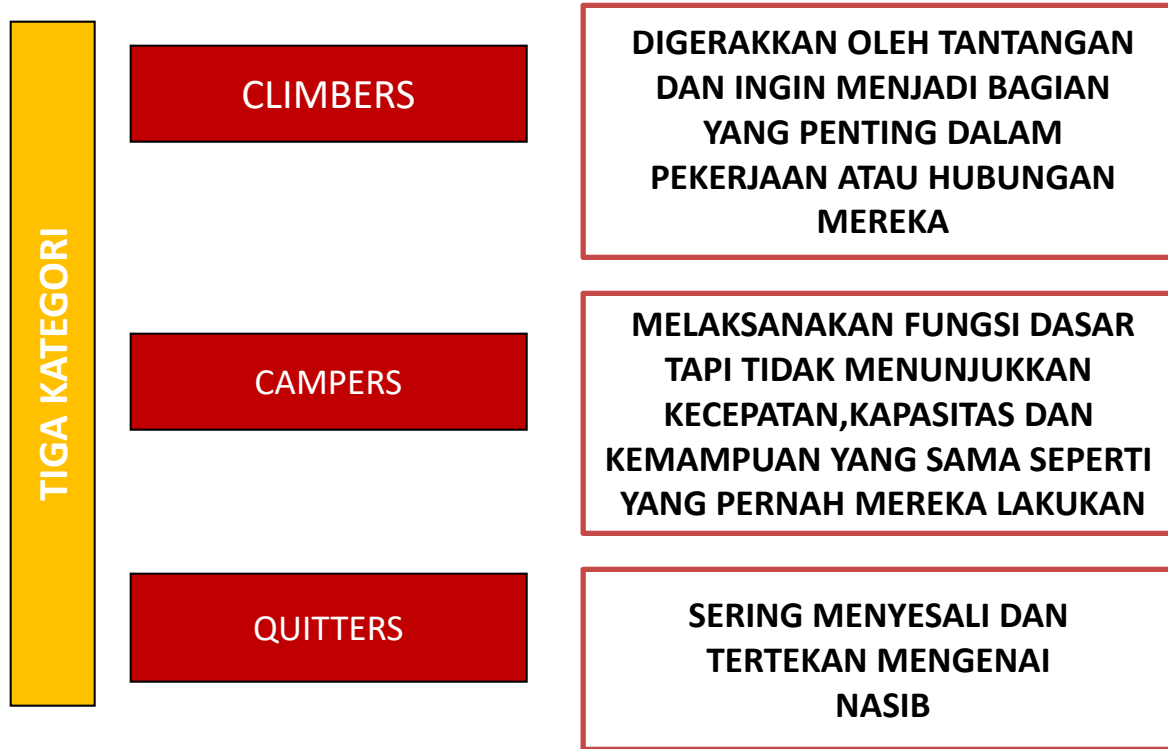 TIGA KATEGORI
CLIMBERS
DIGERAKKAN OLEH TANTANGAN
DAN INGIN MENJADI BAGIAN
YANG PENTING DALAM
PEKERJAAN ATAU HUBUNGAN
MEREKA
CAMPERS
MELAKSANAKAN FUNGSI DASAR
TAPI TIDAK MENUNJUKKAN
KECEPATAN,KAPASITAS DAN
KEMAMPUAN YANG SAMA SEPERTI
YANG PERNAH MEREKA LAKUKAN
QUITTERS
SERING MENYESALI DAN
TERTEKAN MENGENAI
NASIB